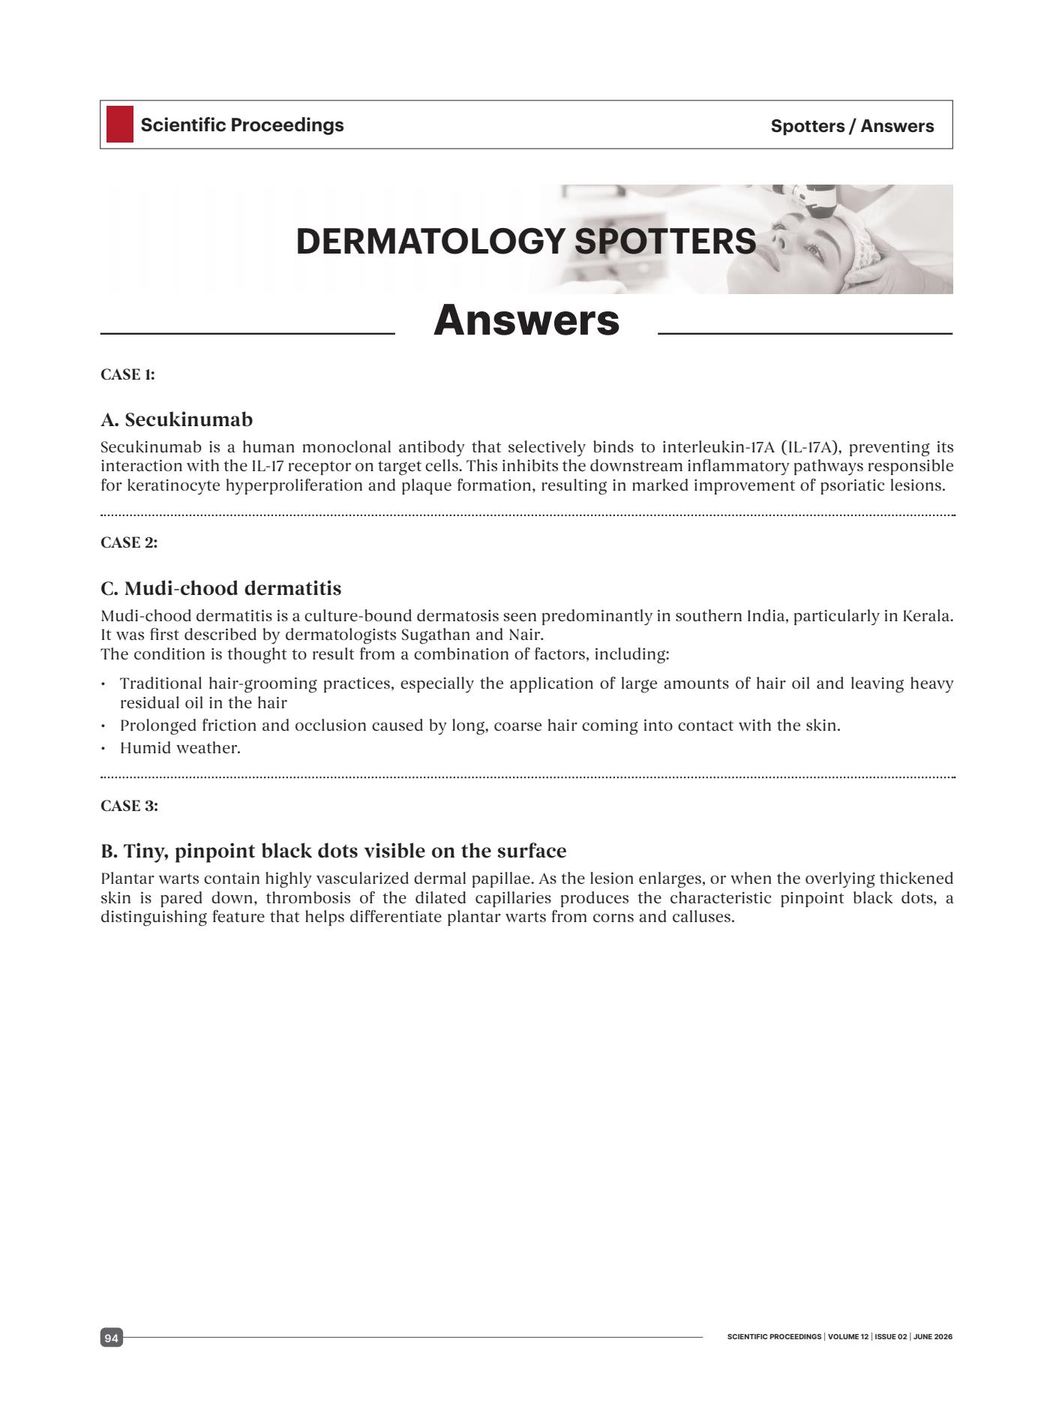 Scientific Proceedings
Spotters / Answers
DERMATOLOGY SPOTTERS
Answers
CASE 1:
A. Secukinumab
Secukinumab is a human monoclonal antibody that selectively binds to interleukin-17A (IL-17A), preventing its
interaction with the IL-17 receptor on target cells. This inhibits the downstream inflammatory pathways responsible
for keratinocyte hyperproliferation and plaque formation, resulting in marked improvement of psoriatic lesions.
CASE 2:
C. Mudi-chood dermatitis
Mudi-chood dermatitis is a culture-bound dermatosis seen predominantly in southern India, particularly in Kerala.
It was first described by dermatologists Sugathan and Nair.
The condition is thought to result from a combination of factors, including:
• Traditional hair-grooming practices, especially the application of large amounts of hair oil and leaving heavy
residual oil in the hair
• Prolonged friction and occlusion caused by long, coarse hair coming into contact with the skin.
• Humid weather.
CASE 3:
B. Tiny, pinpoint black dots visible on the surface
Plantar warts contain highly vascularized dermal papillae. As the lesion enlarges, or when the overlying thickened
skin is pared down, thrombosis of the dilated capillaries produces the characteristic pinpoint black dots, a
distinguishing feature that helps differentiate plantar warts from corns and calluses.
94
SCIENTIFIC PROCEEDINGS | VOLUME 12 | ISSUE 02 | JUNE 2026